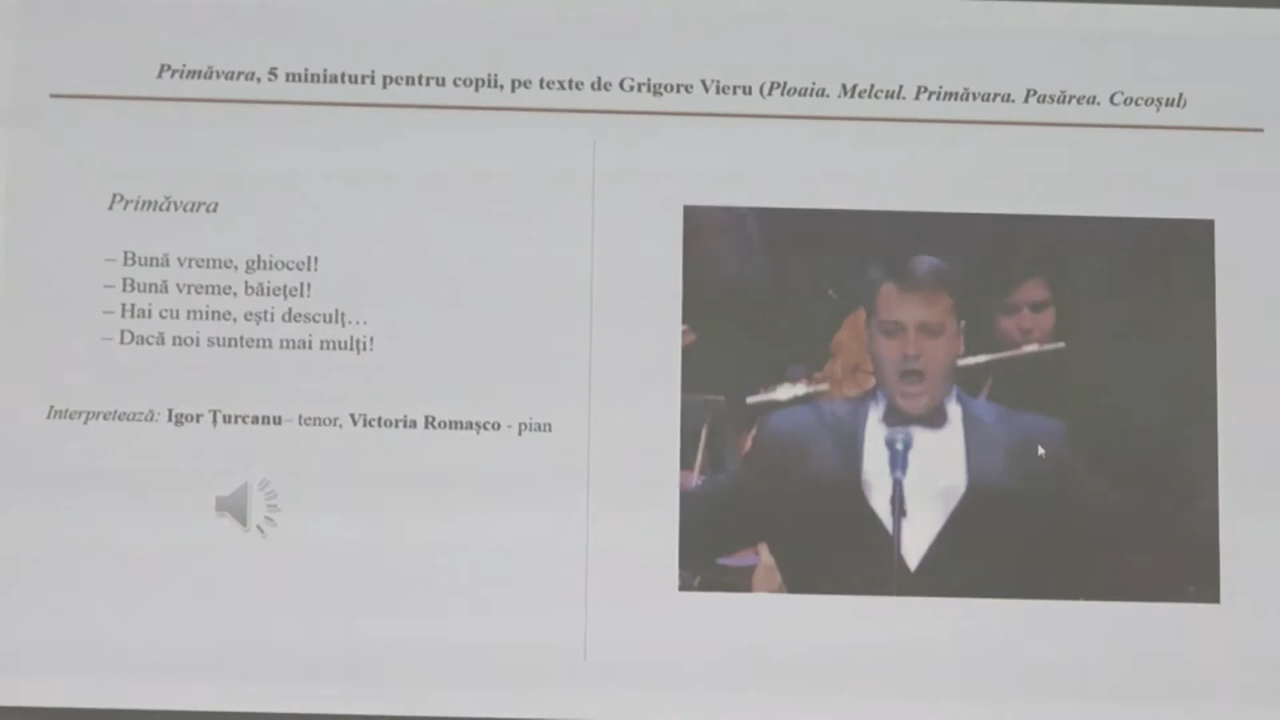 Primăvara, 5 miniaturi pentru copii, pe texte de Grigore Vieru (Ploaia. Melcul. Primăvara. Pasărea. Cocoșul)
Primăvara
– Bună vreme, ghiocel!
– Bună vreme, băiețel!
– Hai cu mine, ești desculț…
– Dacă noi suntem mai mulți!
Interpretează: Igor Țurcanu– tenor, Victoria Romașco - pian